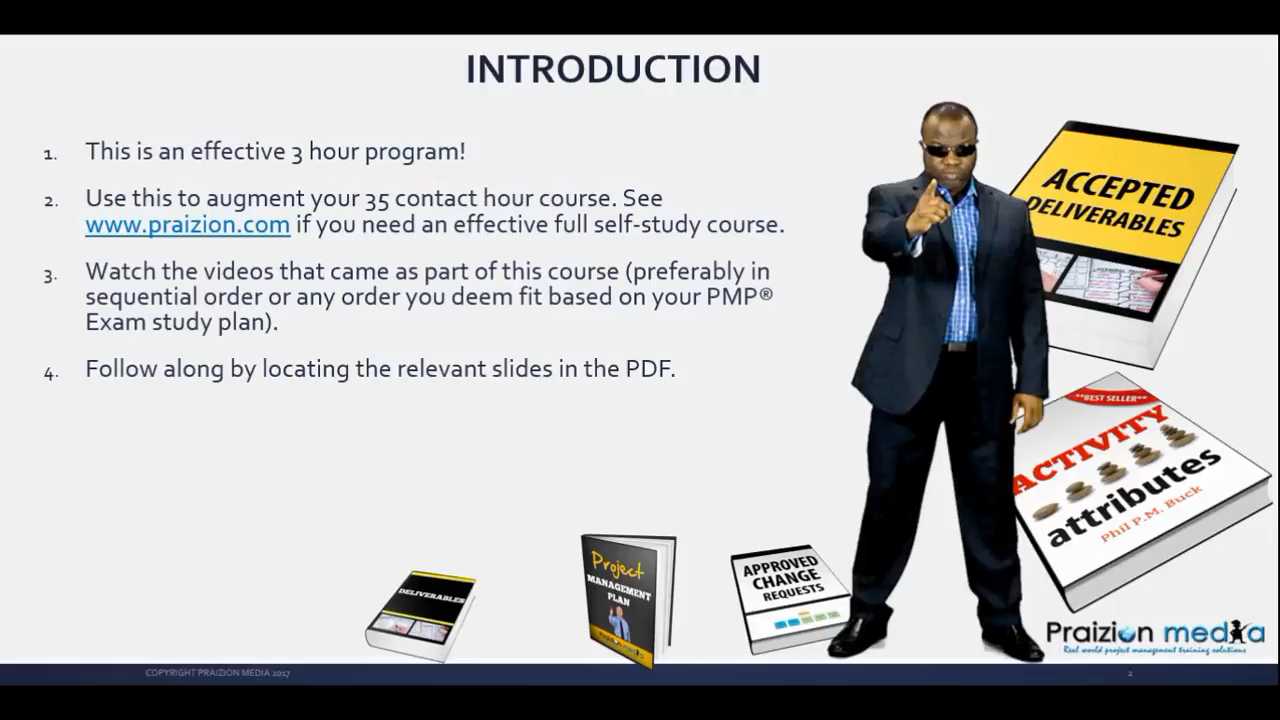 INTRODUCTION
1. This is an effective 3 hour program!
2. Use this to augment your 35 contact hour course. See
www.praizion.com if you need an effective full self-study course.
3. Watch the videos that came as part of this course (preferably in
sequential order or any order you deem fit based on your PMP® 
Exam study plan).
4. Follow along by locating the relevant slides in the PDF.
ACCEPTED
DELIVERABLES
**BEST SELLER**
ACTIVITY
attributes
Phil P.M. Buck
DELIVERABLES
Project
MANAGEMENT
PLAN
APPROVED
CHANGE
REQUESTS
Praizion media
Real world project management training solutions
COPYRIGHT PRAIZION MEDIA 2017
2